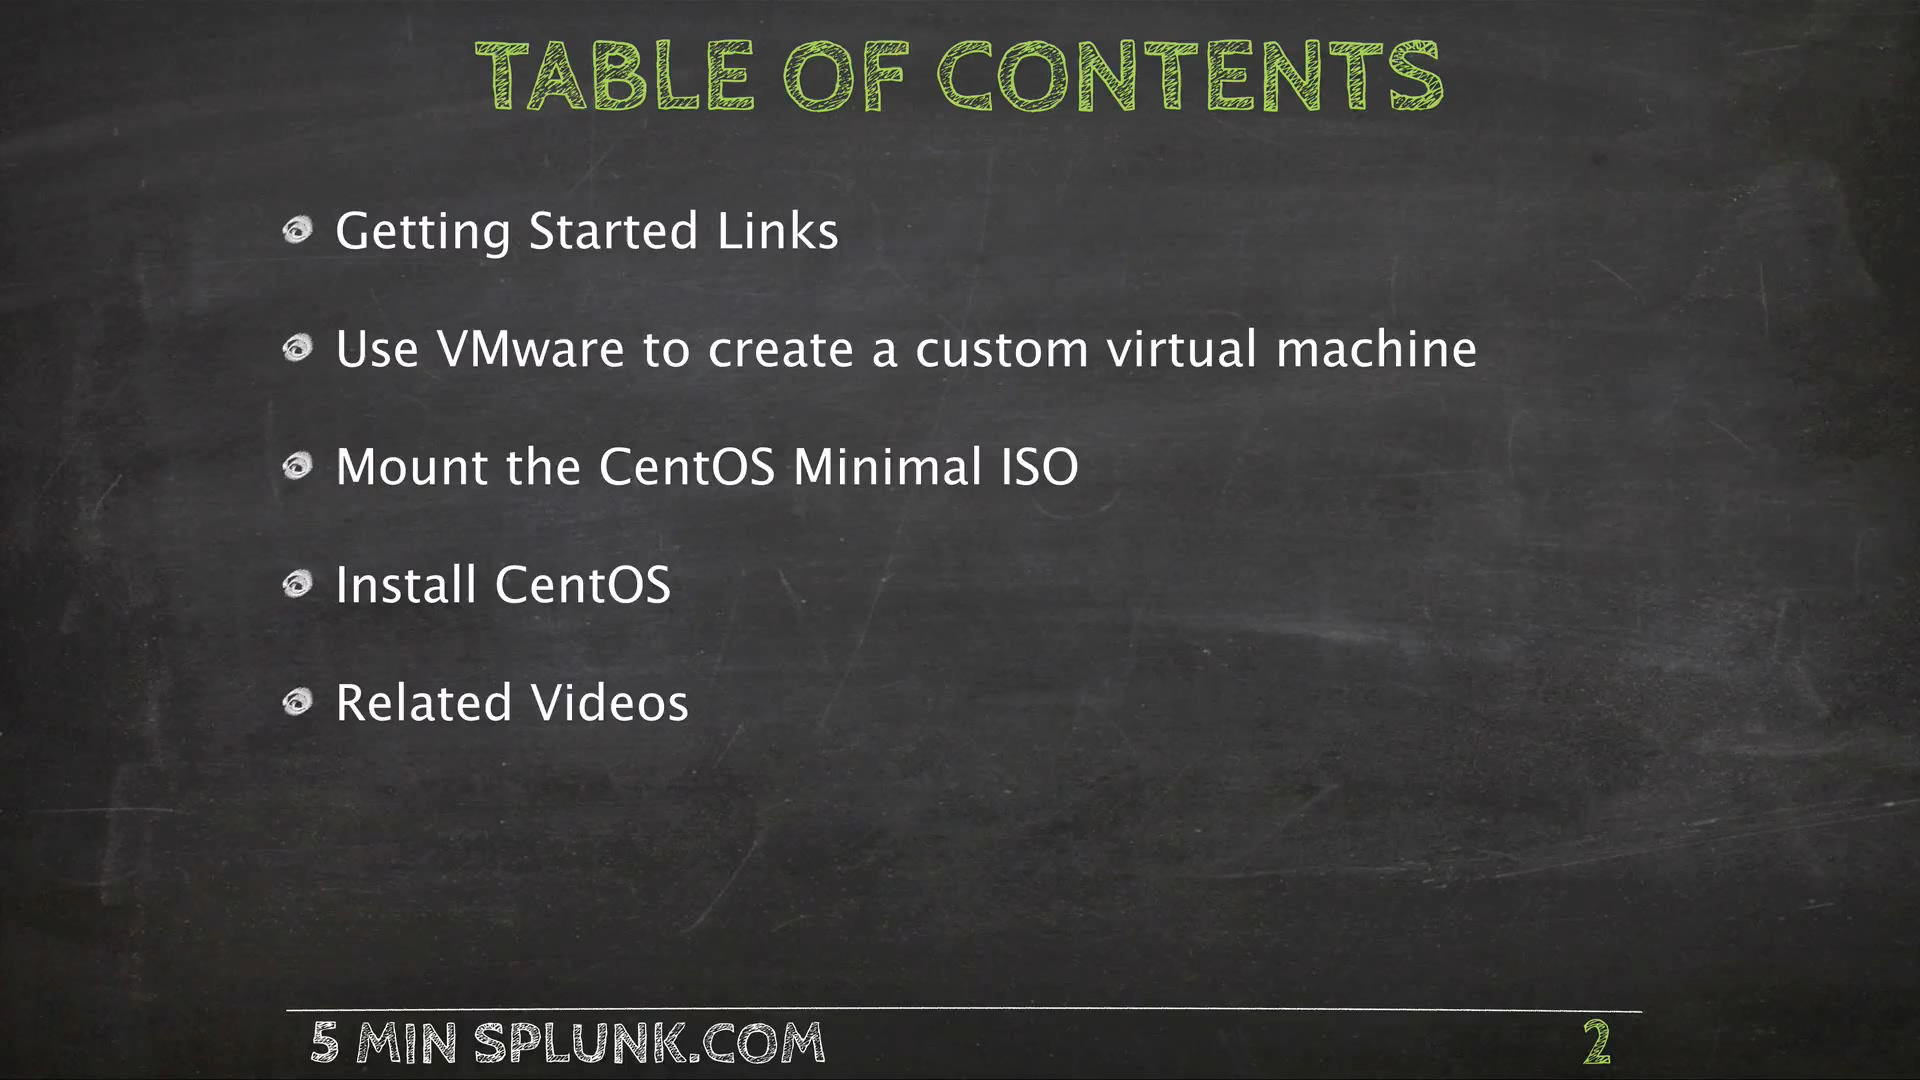 TABLE OF CONTENTS
Getting Started Links
Use VMware to create a custom virtual machine
Mount the CentOS Minimal ISO
Install CentOS
Related Videos
5 MIN SPLUNK.COM
2